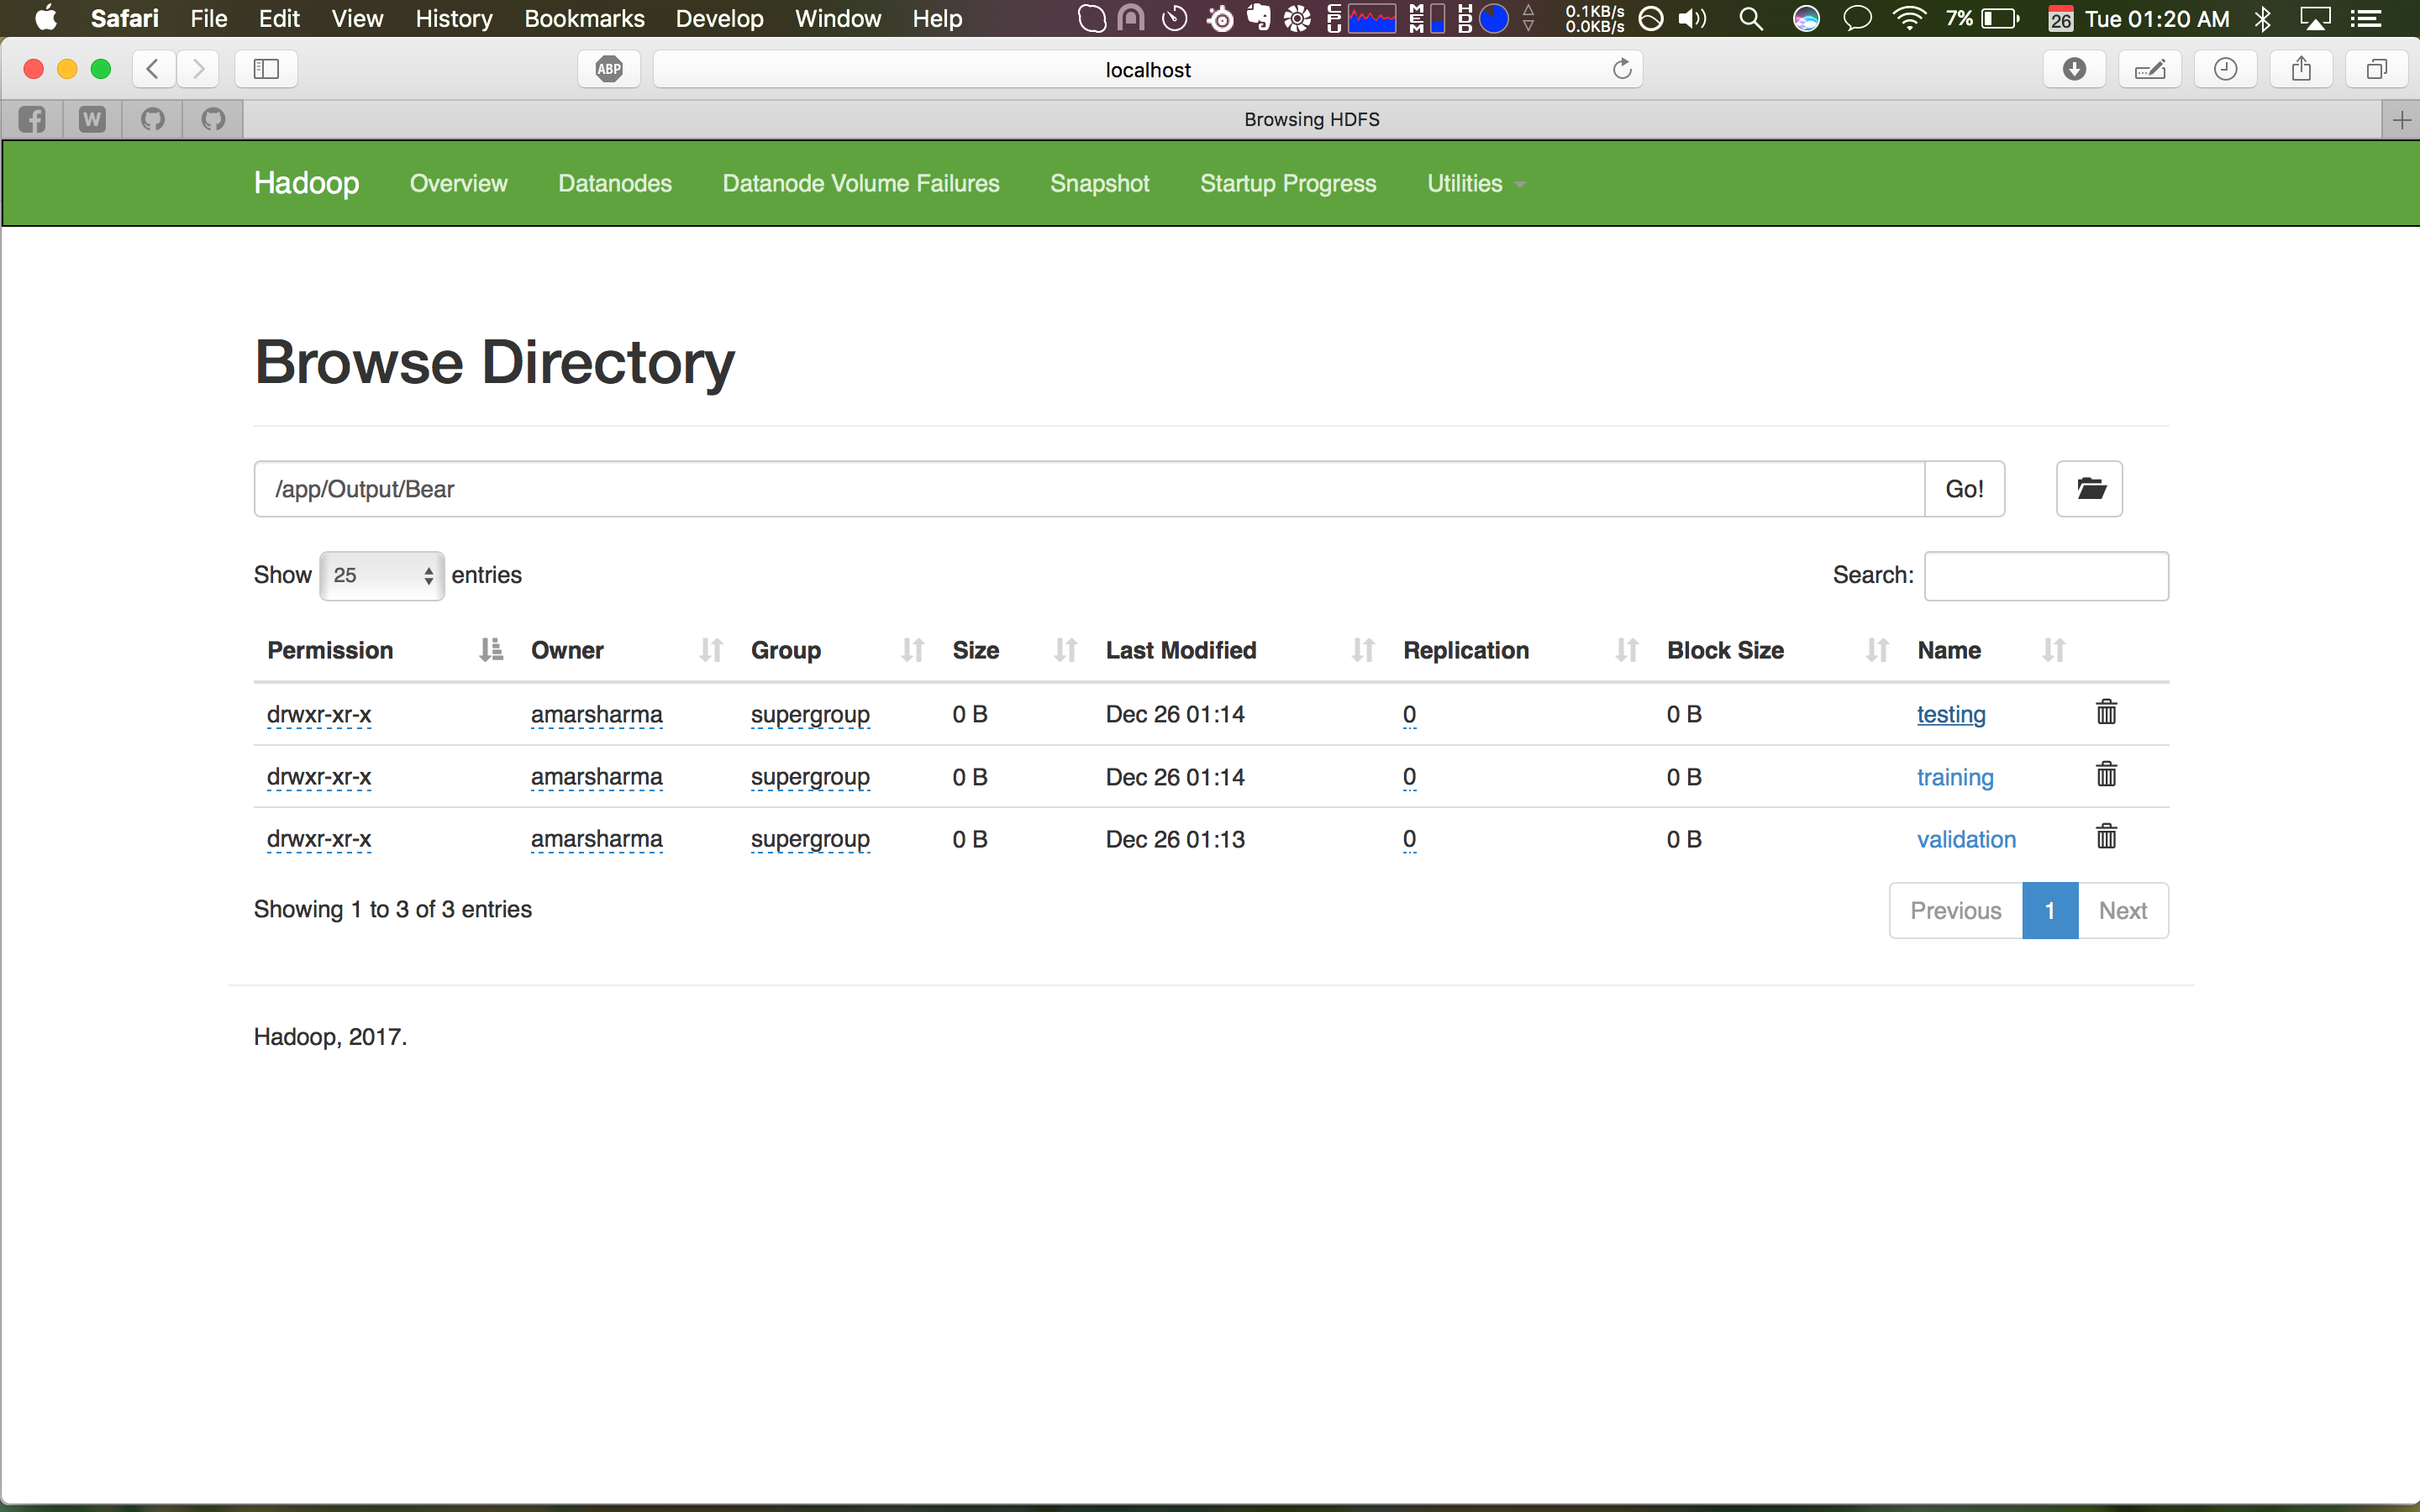 Safari File Edit View History Bookmarks Develop Window Help CPU MEM HDD 0.1KB/s 0.0KB/s 7% 26 Tue 01:20 AM
ABP localhost
W Browsing HDFS
Hadoop Overview Datanodes Datanode Volume Failures Snapshot Startup Progress Utilities
Browse Directory
/app/Output/Bear Go!
Show 25 entries Search:
Permission Owner Group Size Last Modified Replication Block Size Name
drwxr-xr-x amarsharma supergroup 0 B Dec 26 01:14 0 0 B testing
drwxr-xr-x amarsharma supergroup 0 B Dec 26 01:14 0 0 B training
drwxr-xr-x amarsharma supergroup 0 B Dec 26 01:13 0 0 B validation
Showing 1 to 3 of 3 entries Previous 1 Next
Hadoop, 2017.